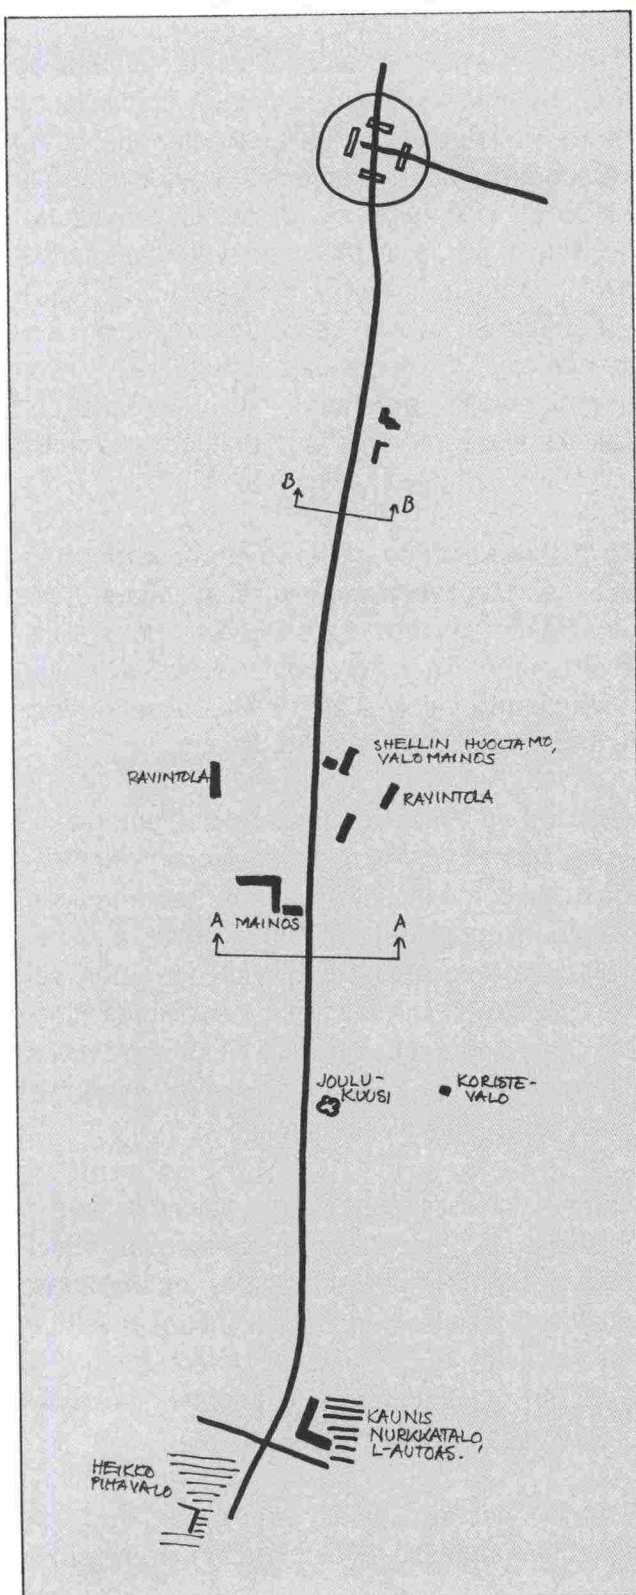 B
B
SHELLIN HUOLTAMO,
VALOMAINOS
RAVINTOLA
RAVINTOLA
A
MAINOS
A
JOULU-
KUUSI
KORISTE-
VALO
KAUNIS
NURKKATALO,
L-AUTOAS.
HEIKKO
PIHAVALO